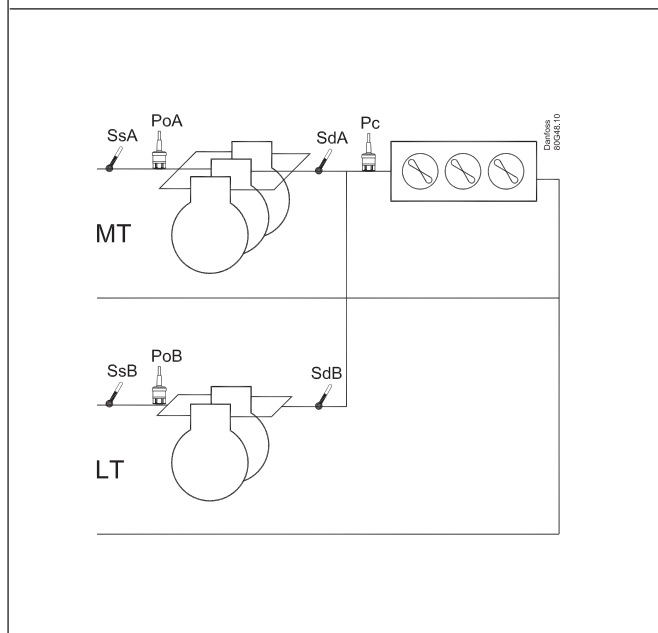 SsA
PoA
SdA
Pc
Danfoss
80G48.10
MT
SsB
PoB
SdB
LT